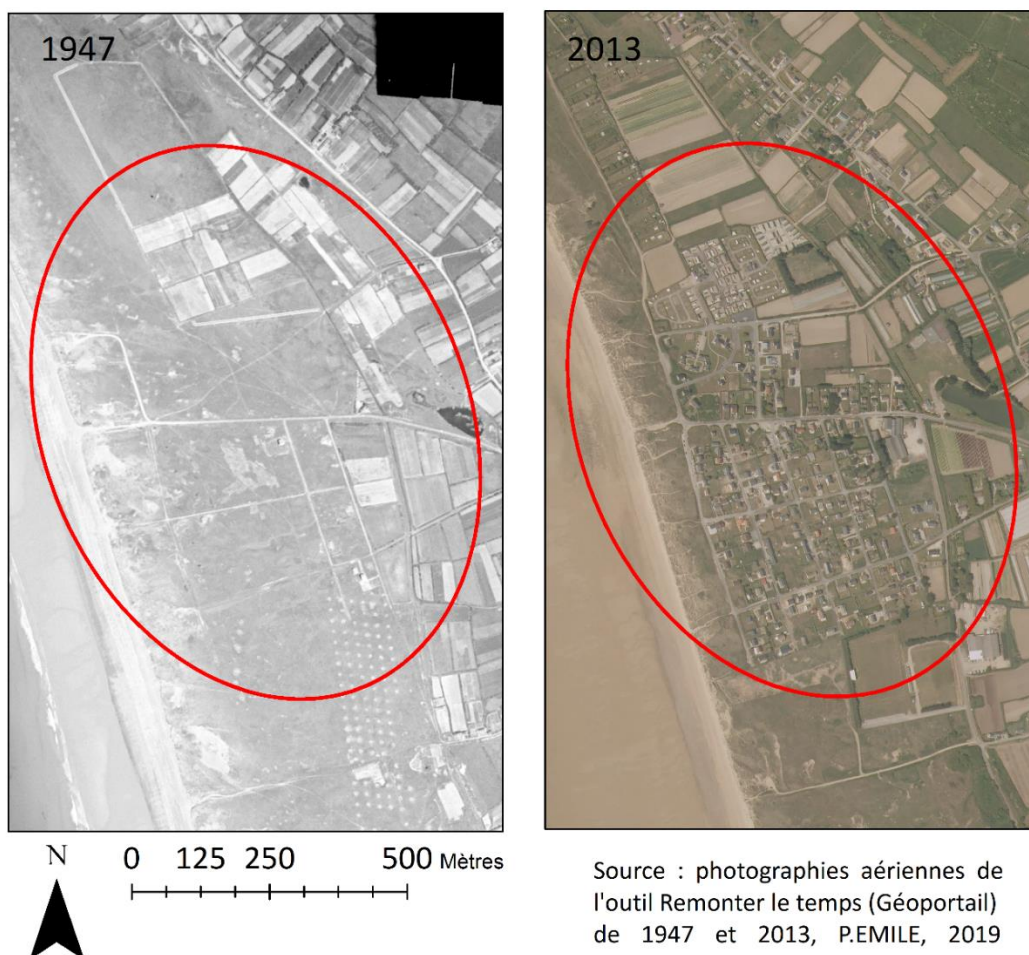 1947
2013
N
0 125 250 500 Mètres
Source : photographies aériennes de
l'outil Remonter le temps (Géoportail)
de 1947 et 2013, P.EMILE, 2019